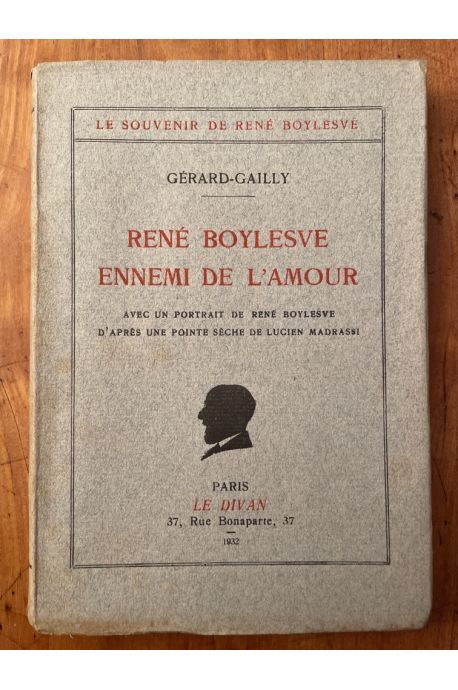 LE SOUVENIR DE RENÉ BOYLESVE
GÉRARD-GAILLY
RENÉ BOYLESVE
ENNEMI DE L'AMOUR
AVEC UN PORTRAIT DE RENÉ BOYLESVE
D'APRÈS UNE POINTE SÈCHE DE LUCIEN MADRASSI
PARIS
LE DIVAN
37, Rue Bonaparte, 37
1932